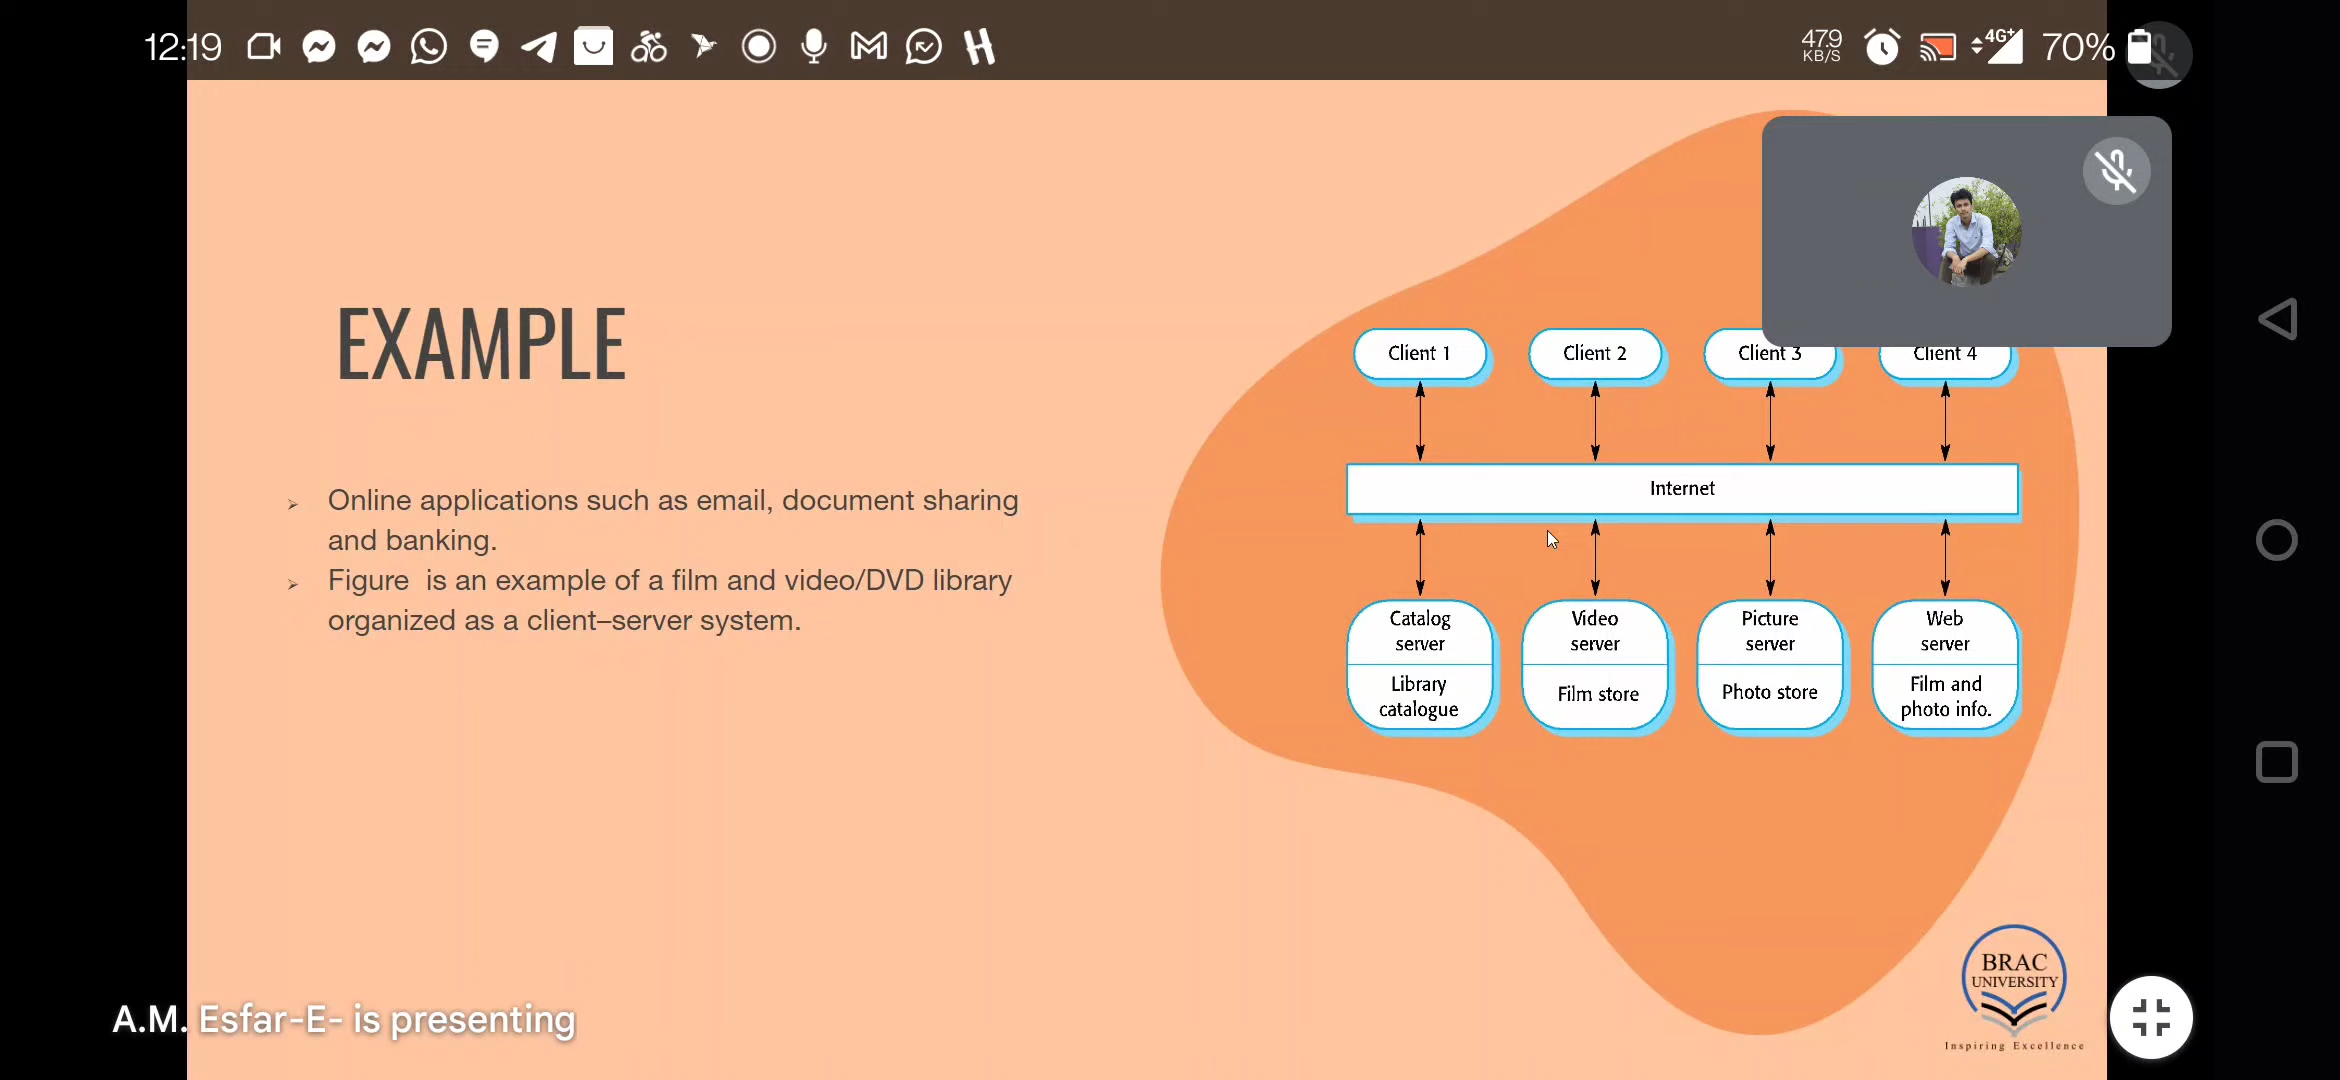 12:19
47.9
KB/S
4G+
70%
EXAMPLE
Online applications such as email, document sharing
and banking.
Figure is an example of a film and video/DVD library
organized as a client–server system.
Client 1 Client 2 Client 3 Client 4
Internet
Catalog
server
Library
catalogue
Video
server
Film store
Picture
server
Photo store
Web
server
Film and
photo info.
BRAC
UNIVERSITY
Inspiring Excellence
A.M. Esfar-E- is presenting